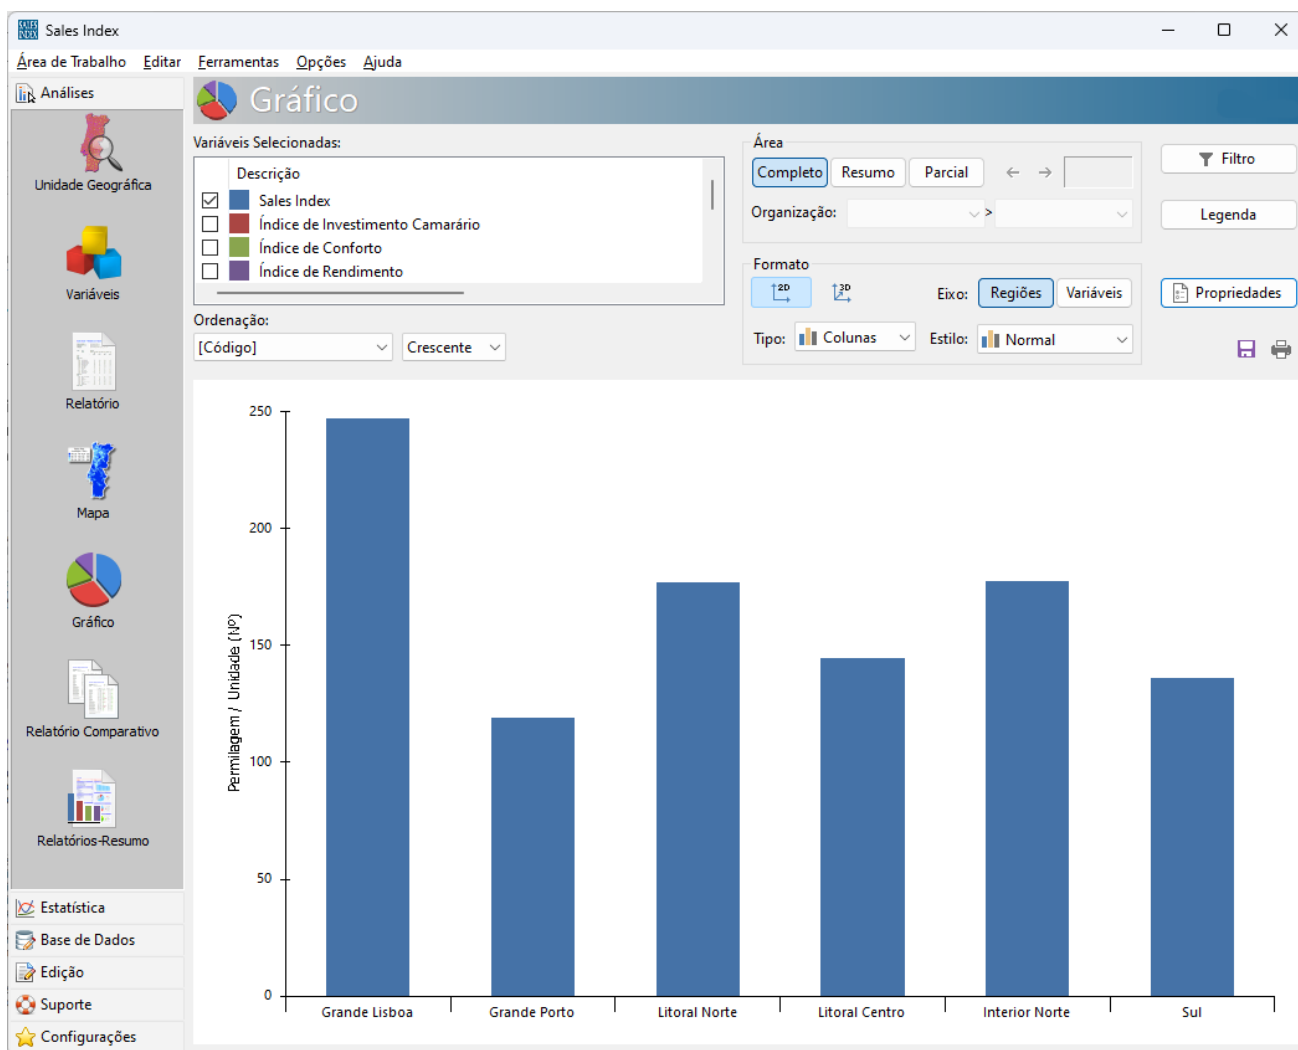 SALES
INDEX
Sales Index
Área de Trabalho Editar Ferramentas Opções Ajuda
Análises
Gráfico
Unidade Geográfica
Variáveis
Relatório
Mapa
Gráfico
Relatório Comparativo
Relatórios-Resumo
Estatística
Base de Dados
Edição
Suporte
Configurações
Variáveis Selecionadas:
Descrição
Sales Index
Índice de Investimento Camarário
Índice de Conforto
Índice de Rendimento
Ordenação:
[Código] Crescente
Área
Completo Resumo Parcial
Organização: >
Formato
2D 3D Eixo: Regiões Variáveis
Tipo: Colunas Estilo: Normal
Filtro
Legenda
Propriedades
Permilagem / Unidade (Nº)
250
200
150
100
50
0
Grande Lisboa Grande Porto Litoral Norte Litoral Centro Interior Norte Sul